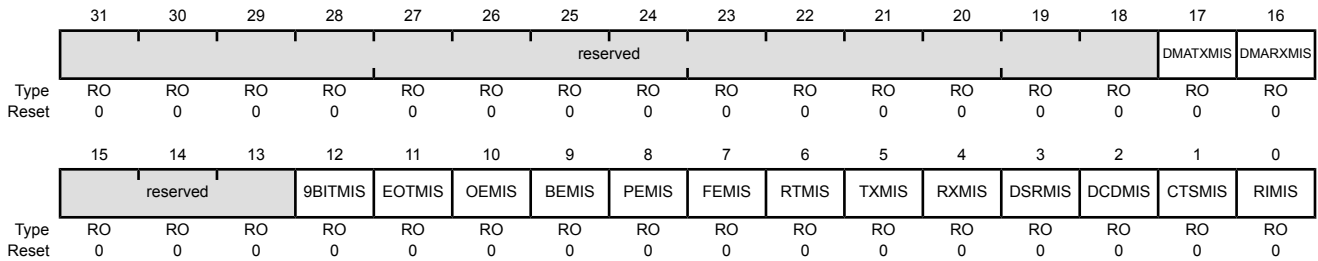 31 30 29 28 27 26 25 24 23 22 21 20 19 18 17 16
reserved DMATXMIS DMARXMIS
Type RO RO RO RO RO RO RO RO RO RO RO RO RO RO RO RO
Reset 0 0 0 0 0 0 0 0 0 0 0 0 0 0 0 0
15 14 13 12 11 10 9 8 7 6 5 4 3 2 1 0
reserved 9BITMIS EOTMIS OEMIS BEMIS PEMIS FEMIS RTMIS TXMIS RXMIS DSRMIS DCDMIS CTSMIS RIMIS
Type RO RO RO RO RO RO RO RO RO RO RO RO RO RO RO RO
Reset 0 0 0 0 0 0 0 0 0 0 0 0 0 0 0 0